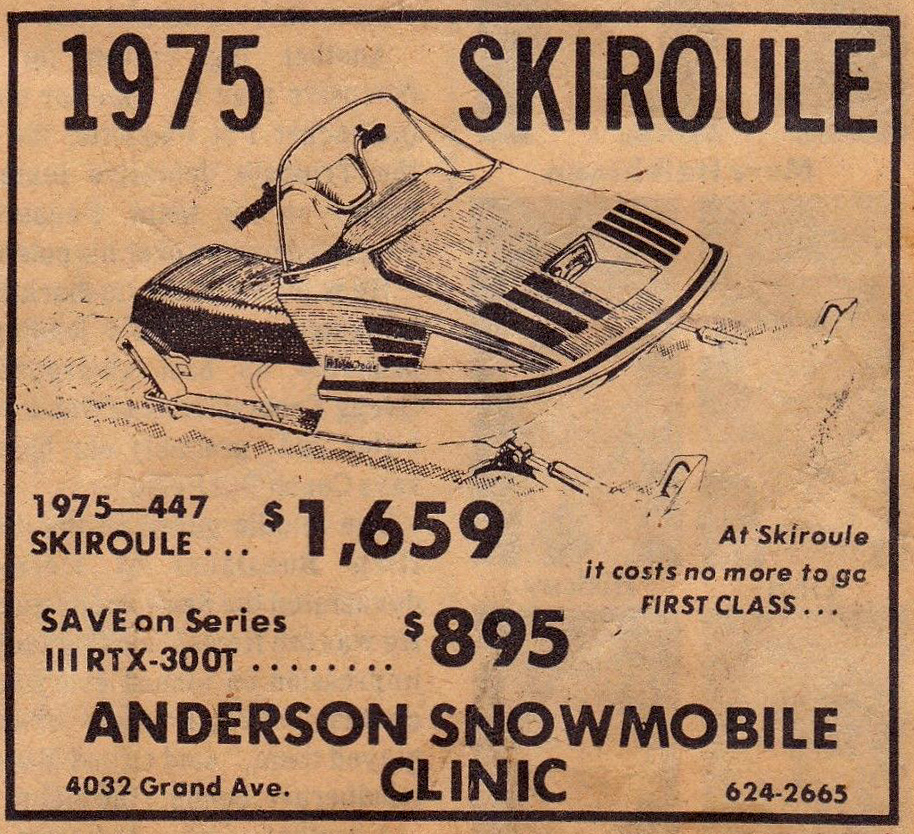 1975 SKIROULE
1975—447
SKIROULE... $1,659
At Skiroule
it costs no more to go
FIRST CLASS...
SAVE on Series
III RTX-300T ........ $895
ANDERSON SNOWMOBILE
CLINIC
4032 Grand Ave.
624-2665